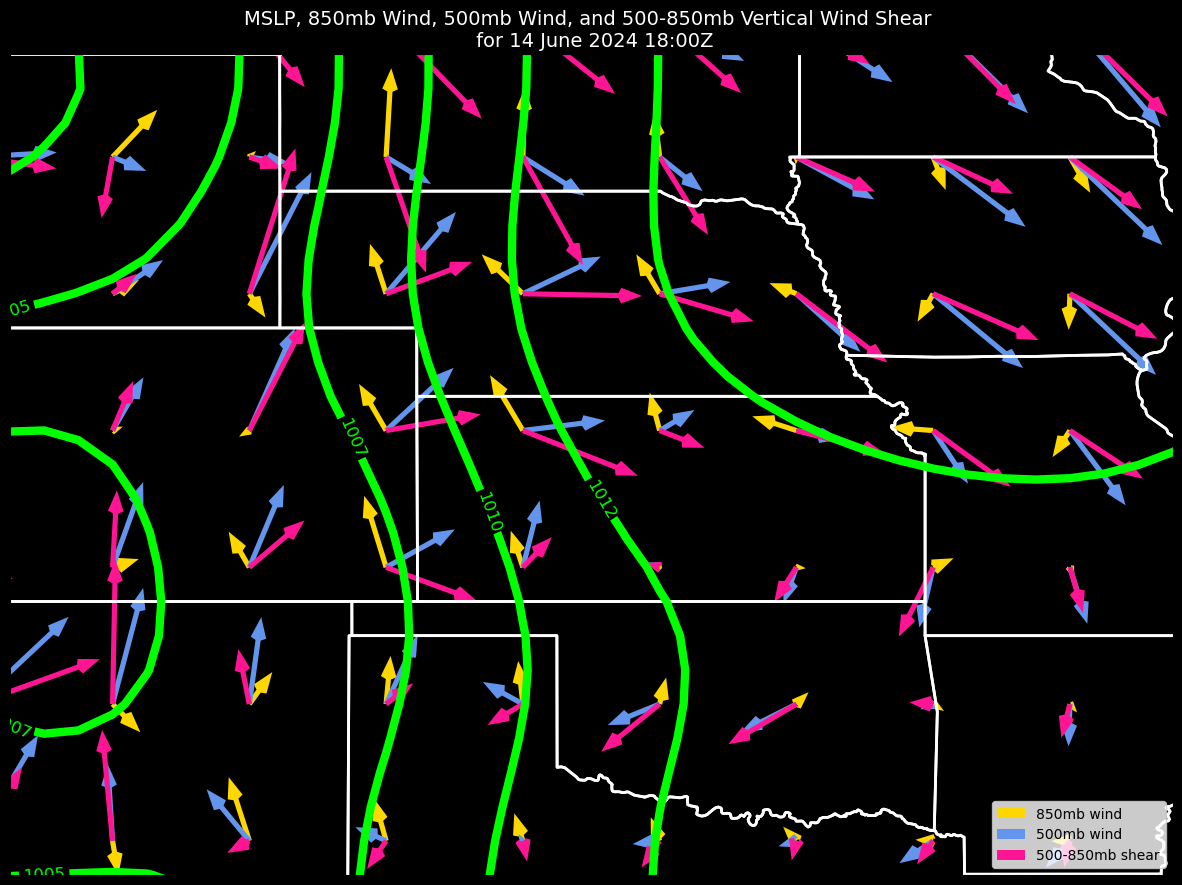 MSLP, 850mb Wind, 500mb Wind, and 500-850mb Vertical Wind Shear
for 14 June 2024 18:00Z
05
1007
1010
1012
07
850mb wind
500mb wind
500-850mb shear
1005